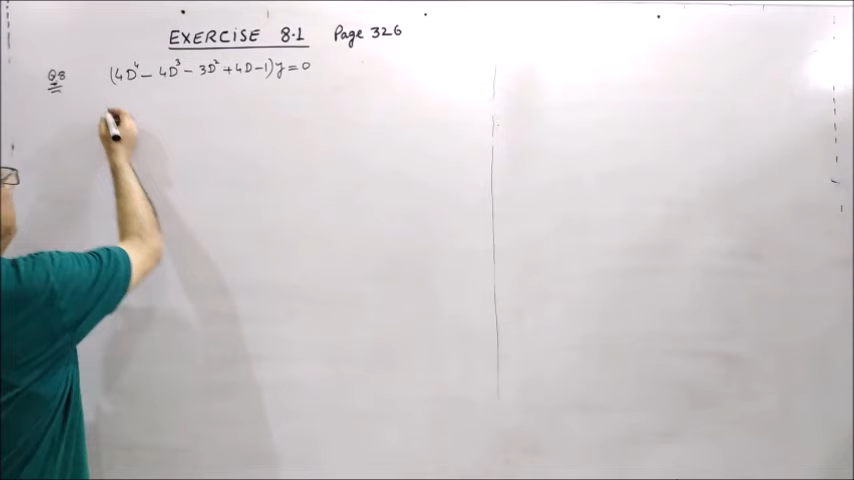 EXERCISE 8.1 Page 326
Q8 (4D⁴ – 4D³ – 3D² + 4D – 1)y = 0